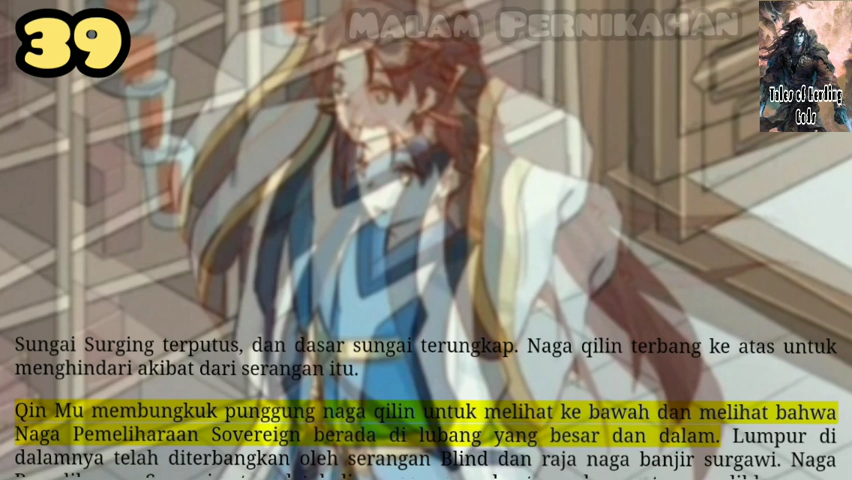 39
Malam Pernikahan
Tales of Herding
Gods
Sungai Surging terputus, dan dasar sungai terungkap. Naga qilin terbang ke atas untuk
menghindari akibat dari serangan itu.
Qin Mu membungkuk punggung naga qilin untuk melihat ke bawah dan melihat bahwa
Naga Pemeliharaan Sovereign berada di lubang yang besar dan dalam. Lumpur di
dalamnya telah diterbangkan oleh serangan Blind dan raja naga banjir surgawi. Naga